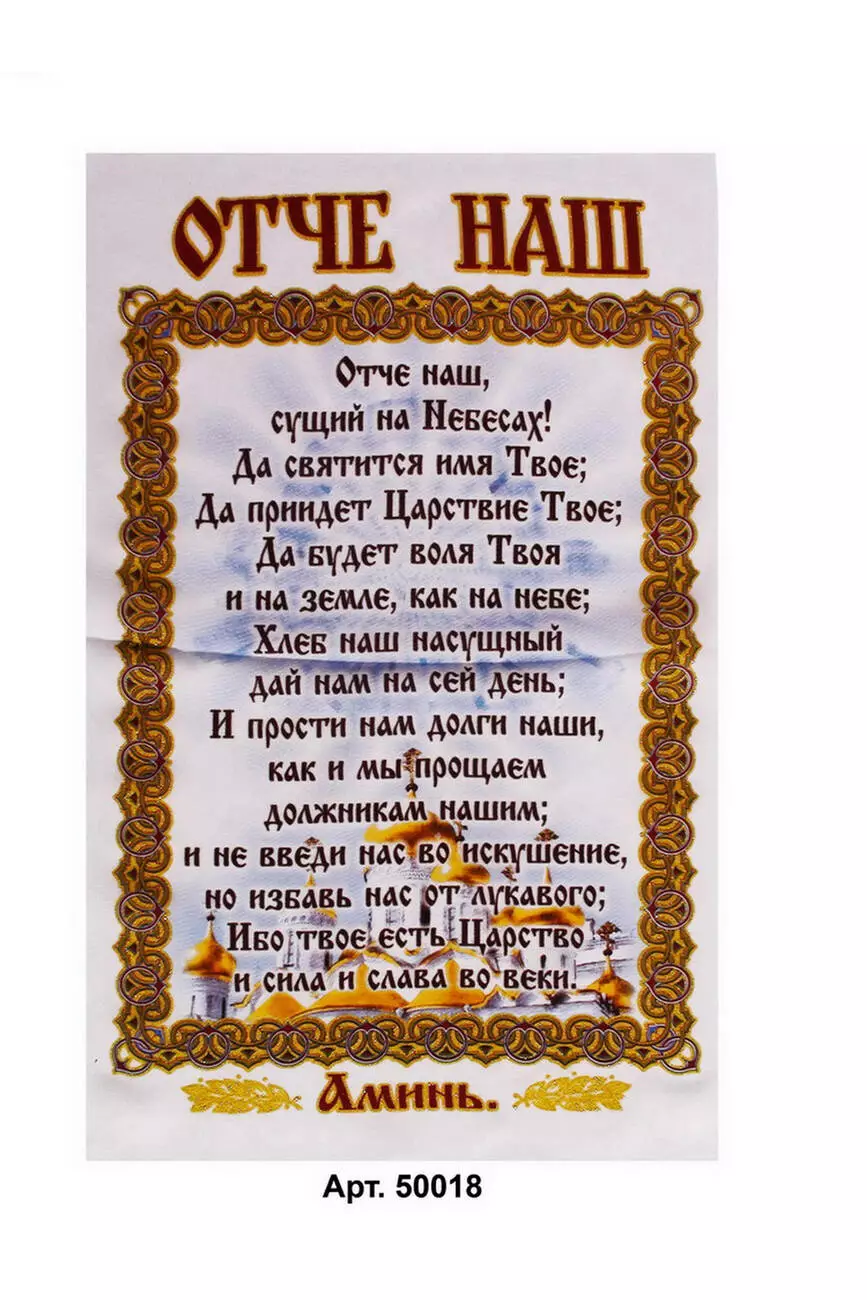 ОТЧЕ НАШ
Отче наш,
сущий на Небесах!
Да святится имя Твое;
Да приидет Царствие Твое;
Да будет воля Твоя
и на земле, как на небе;
Хлеб наш насущный
дай нам на сей день;
И прости нам долги наши,
как и мы прощаем
должникам нашим;
и не введи нас во искушение,
но избавь нас от лукавого;
Ибо твое есть Царство
и сила и слава во веки!
Аминь.
Арт. 50018